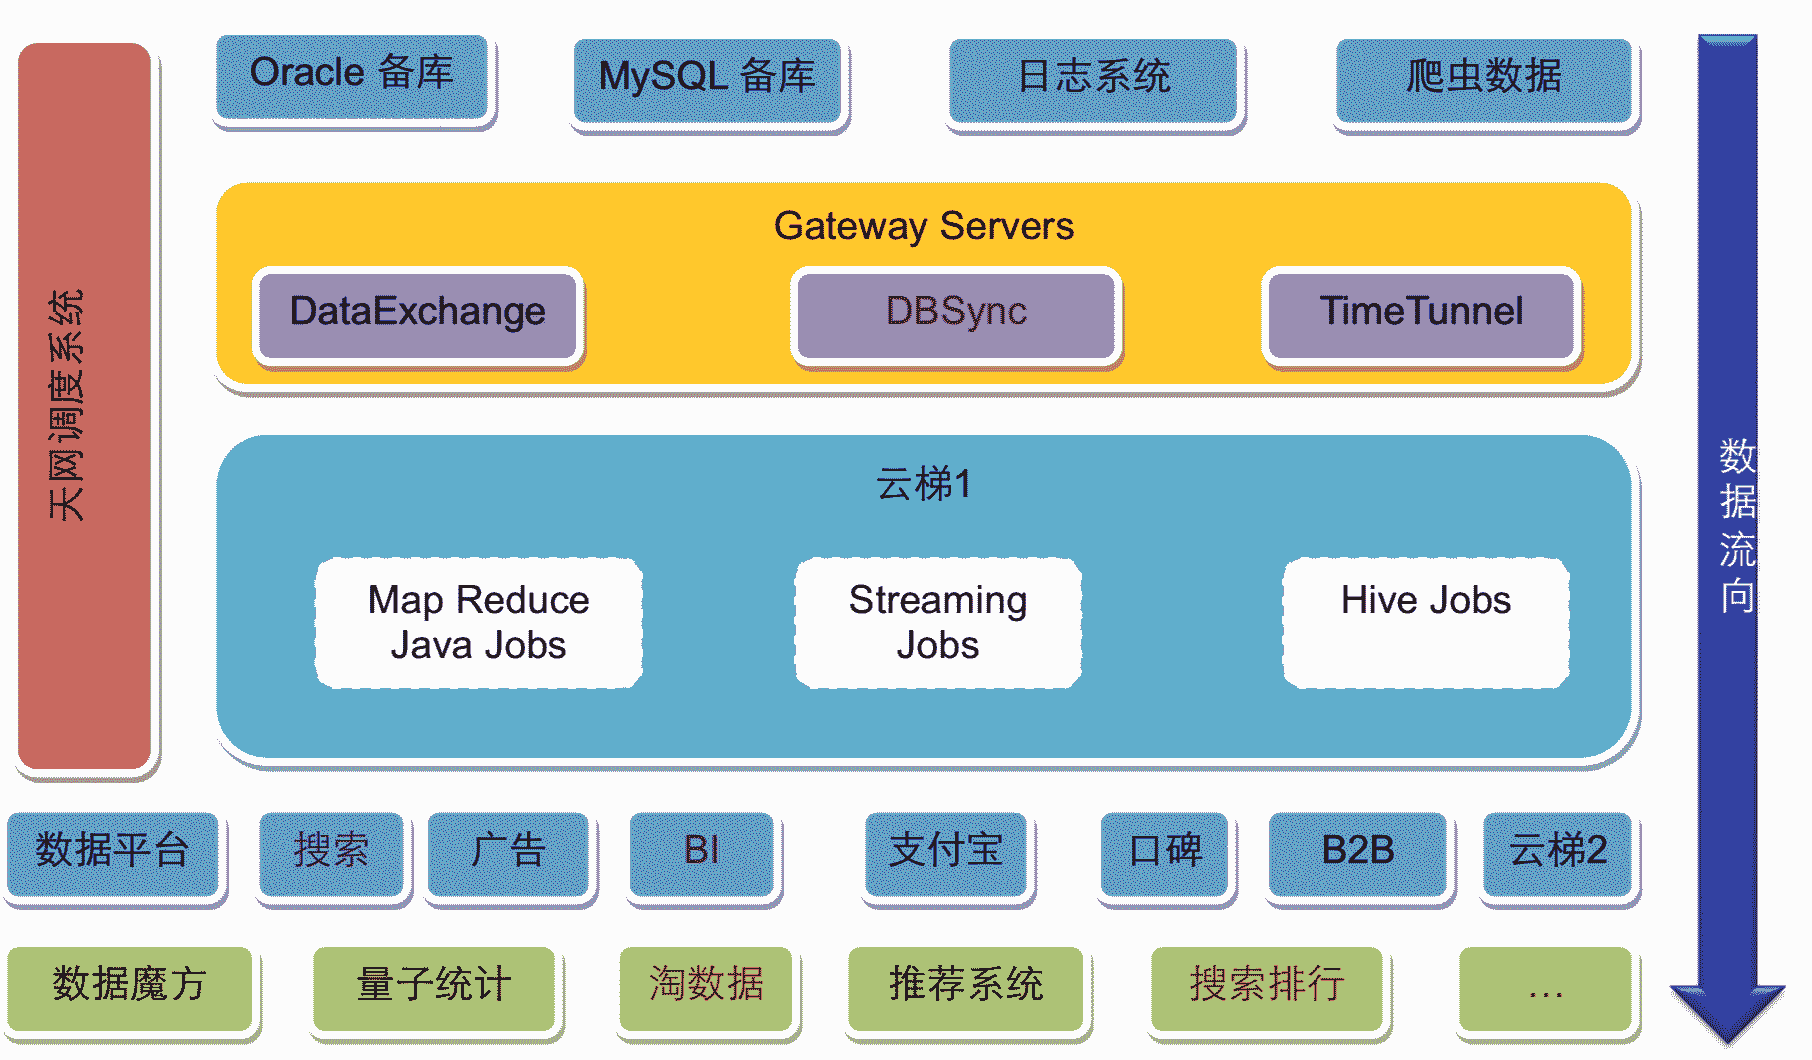 Oracle 备库
MySQL 备库
日志系统
爬虫数据
天网调度系统
Gateway Servers
DataExchange
DBSync
TimeTunnel
云梯1
Map Reduce
Java Jobs
Streaming
Jobs
Hive Jobs
数据流向
数据平台
搜索
广告
BI
支付宝
口碑
B2B
云梯2
数据魔方
量子统计
淘数据
推荐系统
搜索排行
…